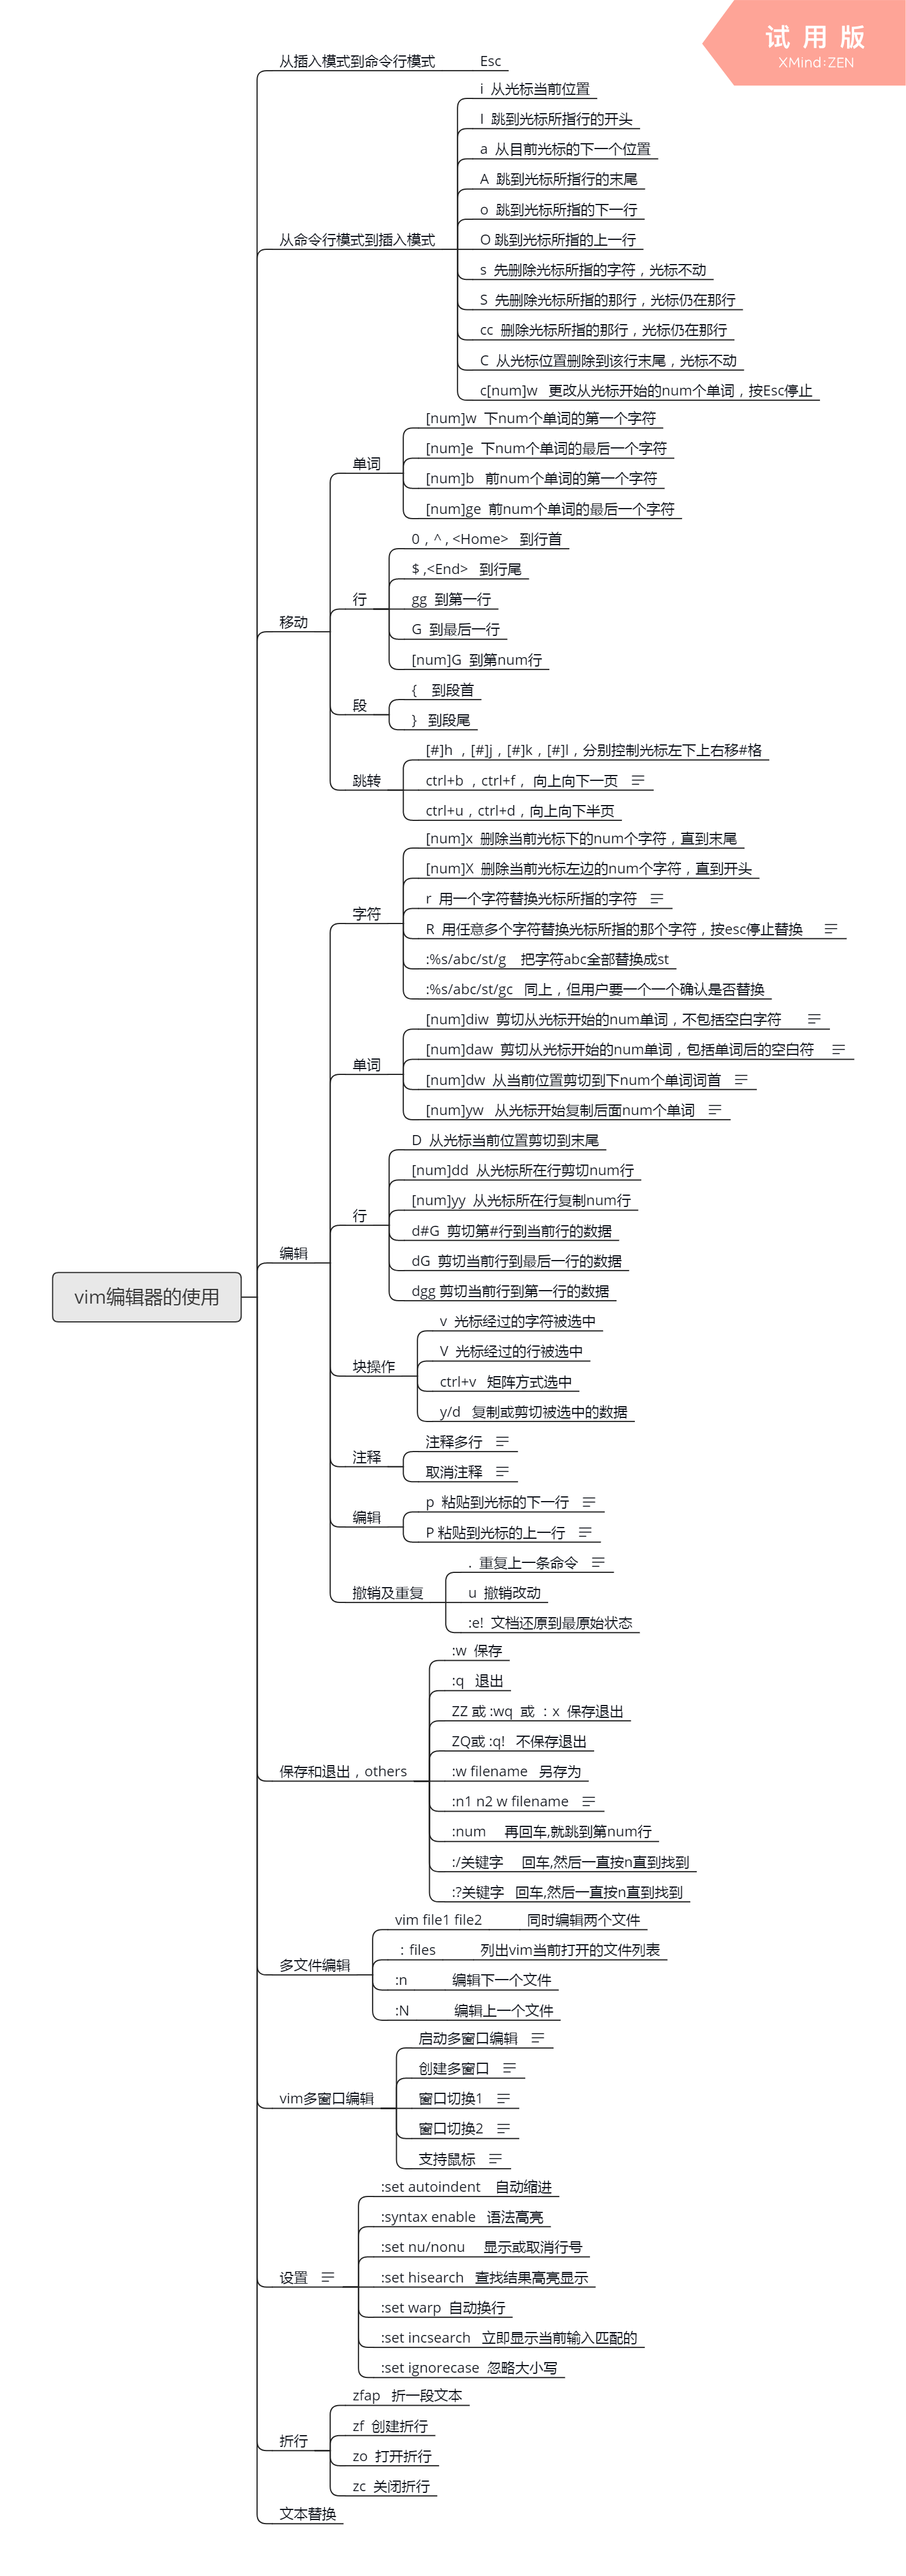 试 用 版
XMind:ZEN
从插入模式到命令行模式
Esc
从命令行模式到插入模式
i 从光标当前位置
I 跳到光标所指行的开头
a 从目前光标的下一个位置
A 跳到光标所指行的末尾
o 跳到光标所指的下一行
O 跳到光标所指的上一行
s 先删除光标所指的字符，光标不动
S 先删除光标所指的那行，光标仍在那行
cc 删除光标所指的那行，光标仍在那行
C 从光标位置删除到该行末尾，光标不动
c[num]w 更改从光标开始的num个单词，按Esc停止
移动
单词
[num]w 下num个单词的第一个字符
[num]e 下num个单词的最后一个字符
[num]b 前num个单词的第一个字符
[num]ge 前num个单词的最后一个字符
行
0，^ , <Home> 到行首
$ ,<End> 到行尾
gg 到第一行
G 到最后一行
[num]G 到第num行
段
{ 到段首
} 到段尾
跳转
[#]h ，[#]j，[#]k，[#]l，分别控制光标左下上右移#格
ctrl+b ，ctrl+f， 向上向下一页
ctrl+u，ctrl+d，向上向下半页
编辑
字符
[num]x 删除当前光标下的num个字符，直到末尾
[num]X 删除当前光标左边的num个字符，直到开头
r 用一个字符替换光标所指的字符
R 用任意多个字符替换光标所指的那个字符，按esc停止替换
:%s/abc/st/g 把字符abc全部替换成st
:%s/abc/st/gc 同上，但用户要一个一个确认是否替换
单词
[num]diw 剪切从光标开始的num单词，不包括空白字符
[num]daw 剪切从光标开始的num单词，包括单词后的空白符
[num]dw 从当前位置剪切到下num个单词词首
[num]yw 从光标开始复制后面num个单词
行
D 从光标当前位置剪切到末尾
[num]dd 从光标所在行剪切num行
[num]yy 从光标所在行复制num行
d#G 剪切第#行到当前行的数据
dG 剪切当前行到最后一行的数据
dgg 剪切当前行到第一行的数据
块操作
v 光标经过的字符被选中
V 光标经过的行被选中
ctrl+v 矩阵方式选中
y/d 复制或剪切被选中的数据
注释
注释多行
取消注释
编辑
p 粘贴到光标的下一行
P 粘贴到光标的上一行
撤销及重复
. 重复上一条命令
u 撤销改动
:e! 文档还原到最原始状态
vim编辑器的使用
保存和退出，others
:w 保存
:q 退出
ZZ 或 :wq 或 ：x 保存退出
ZQ或 :q! 不保存退出
:w filename 另存为
:n1 n2 w filename
:num 再回车,就跳到第num行
:/关键字 回车,然后一直按n直到找到
:?关键字 回车,然后一直按n直到找到
多文件编辑
vim file1 file2 同时编辑两个文件
：files 列出vim当前打开的文件列表
:n 编辑下一个文件
:N 编辑上一个文件
vim多窗口编辑
启动多窗口编辑
创建多窗口
窗口切换1
窗口切换2
支持鼠标
设置
:set autoindent 自动缩进
:syntax enable 语法高亮
:set nu/nonu 显示或取消行号
:set hisearch 查找结果高亮显示
:set warp 自动换行
:set incsearch 立即显示当前输入匹配的
:set ignorecase 忽略大小写
折行
zfap 折一段文本
zf 创建折行
zo 打开折行
zc 关闭折行
文本替换